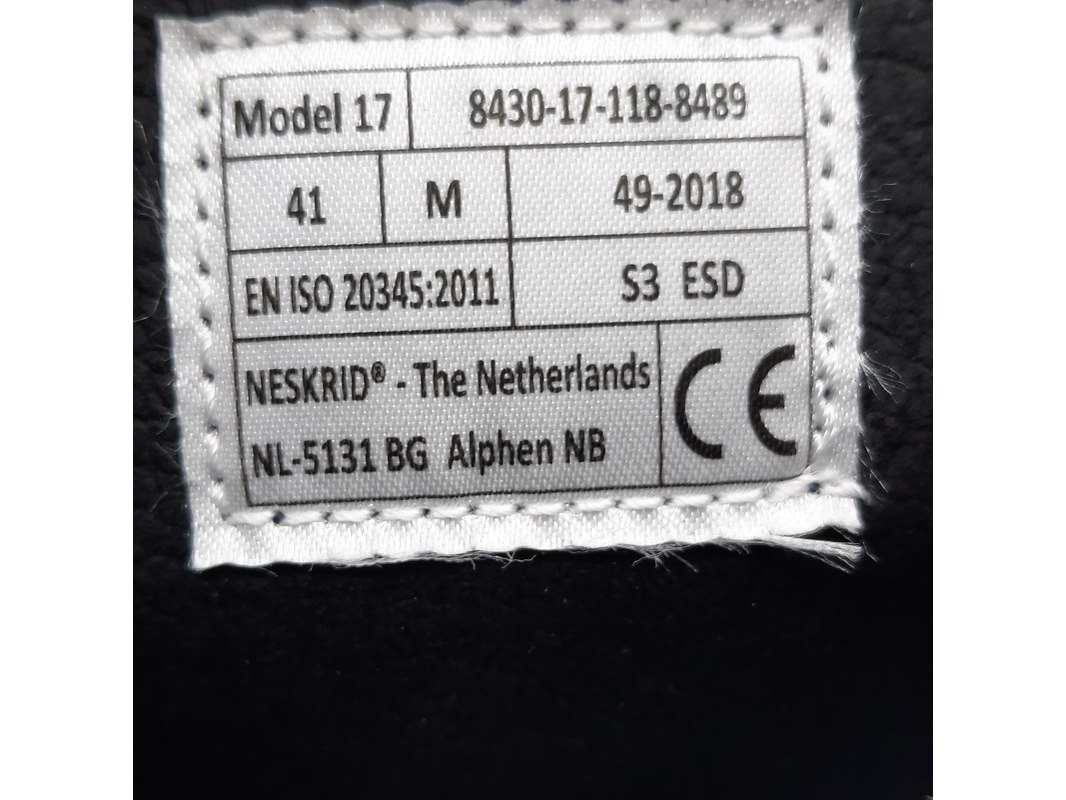 Model 17 8430-17-118-8489
41 M 49-2018
EN ISO 20345:2011 S3 ESD
NESKRID® - The Netherlands
NL-5131 BG Alphen NB
CE